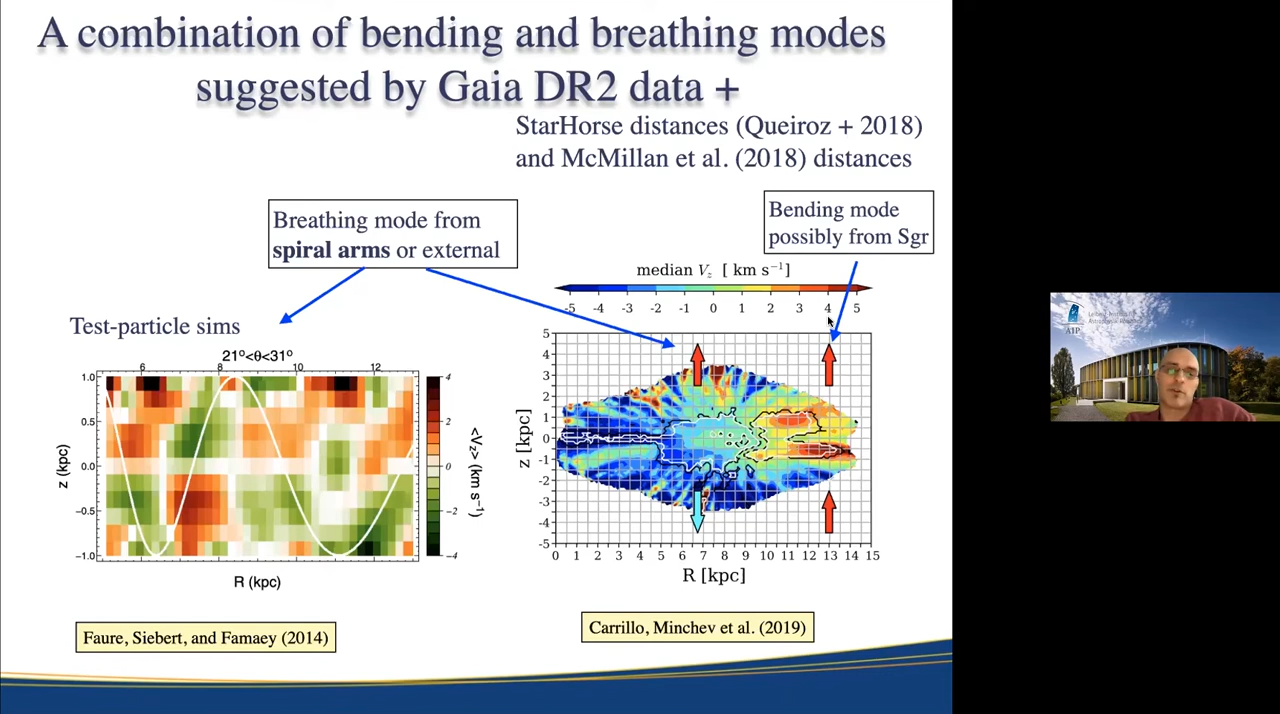 A combination of bending and breathing modes
suggested by Gaia DR2 data +
StarHorse distances (Queiroz + 2018)
and McMillan et al. (2018) distances
Breathing mode from
spiral arms or external
Bending mode
possibly from Sgr
median Vz [ km s⁻¹]
-5 -4 -3 -2 -1 0 1 2 3 4 5
Test-particle sims
21°<θ<31°
6 8 10 12
1.0
0.5
0.0
−0.5
−1.0
z (kpc)
R (kpc)
4
2
0
−2
−4
<Vz> (km s⁻¹)
5
4
3
2
1
0
-1
-2
-3
-4
-5
z [kpc]
0 1 2 3 4 5 6 7 8 9 10 11 12 13 14 15
R [kpc]
Faure, Siebert, and Famaey (2014)
Carrillo, Minchev et al. (2019)
AIP